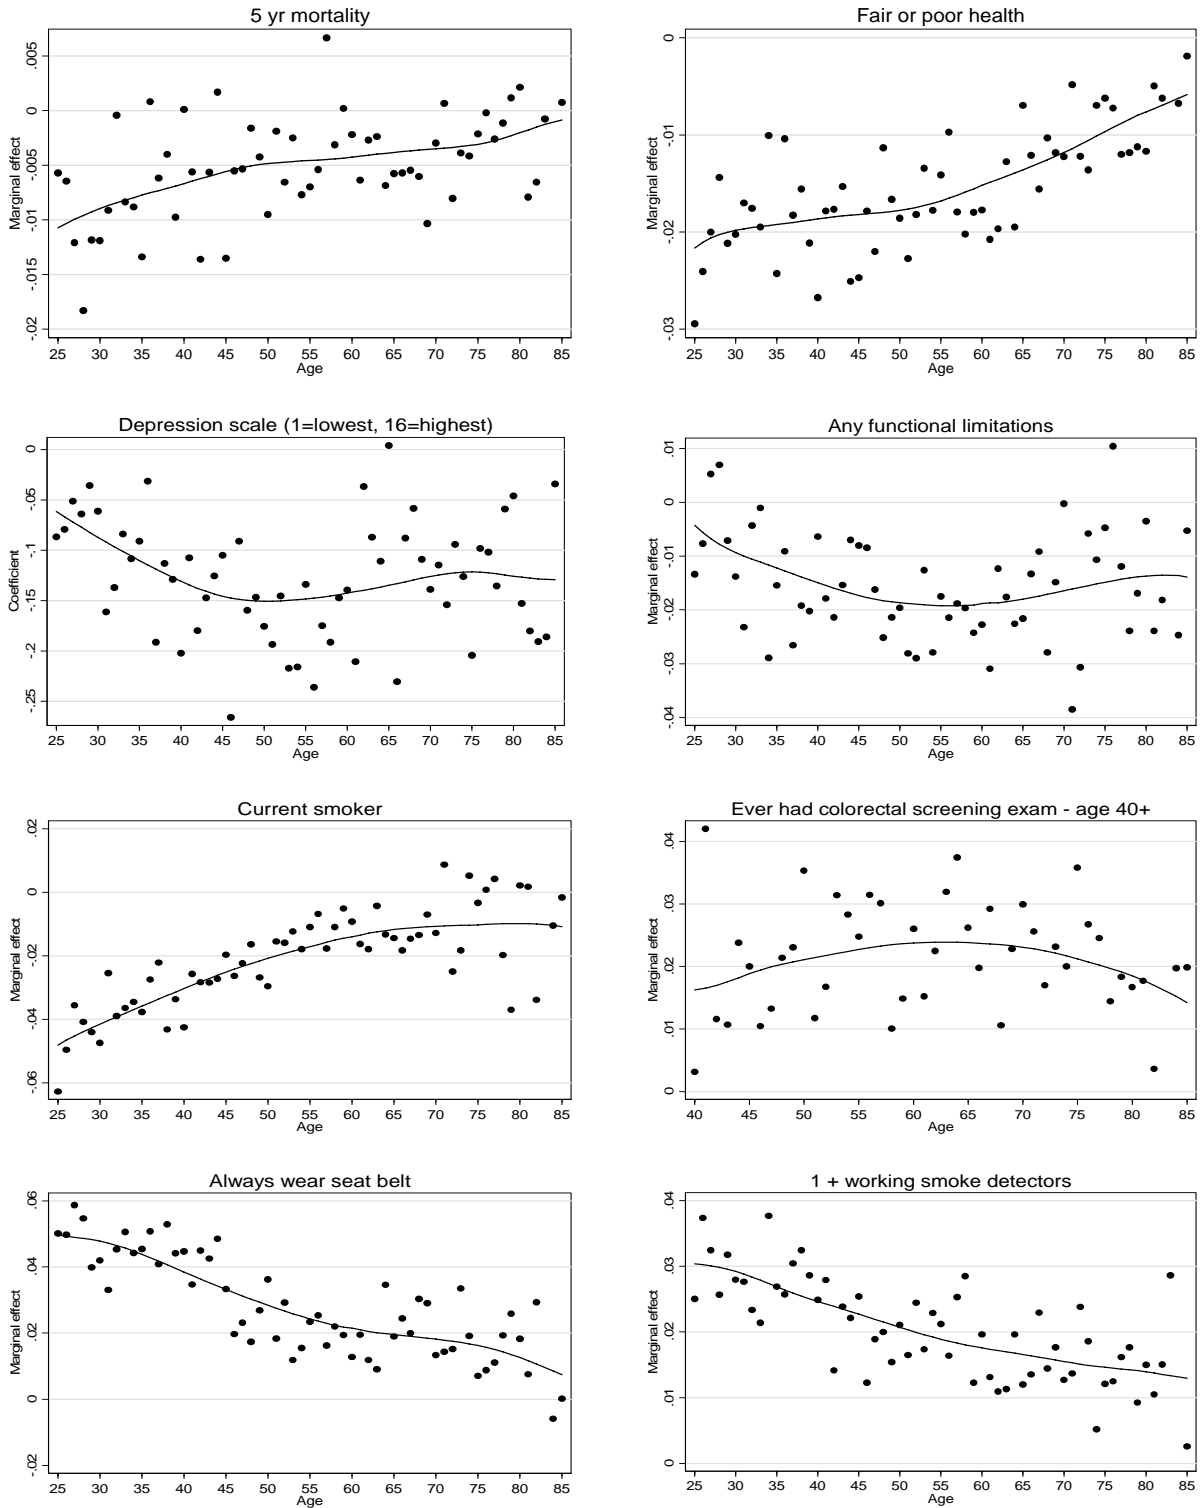 5 yr mortality
Marginal effect
.005
0
-.005
-.01
-.015
-.02
25 30 35 40 45 50 55 60 65 70 75 80 85
Age
Fair or poor health
Marginal effect
0
-.01
-.02
-.03
25 30 35 40 45 50 55 60 65 70 75 80 85
Age
Depression scale (1=lowest, 16=highest)
Coefficient
0
-.05
-.1
-.15
-.2
-.25
25 30 35 40 45 50 55 60 65 70 75 80 85
Age
Any functional limitations
Marginal effect
.01
0
-.01
-.02
-.03
-.04
25 30 35 40 45 50 55 60 65 70 75 80 85
Age
Current smoker
Marginal effect
.02
0
-.02
-.04
-.06
25 30 35 40 45 50 55 60 65 70 75 80 85
Age
Ever had colorectal screening exam - age 40+
Marginal effect
.04
.03
.02
.01
0
40 45 50 55 60 65 70 75 80 85
Age
Always wear seat belt
Marginal effect
.06
.04
.02
0
-.02
25 30 35 40 45 50 55 60 65 70 75 80 85
Age
1 + working smoke detectors
Marginal effect
.04
.03
.02
.01
0
25 30 35 40 45 50 55 60 65 70 75 80 85
Age